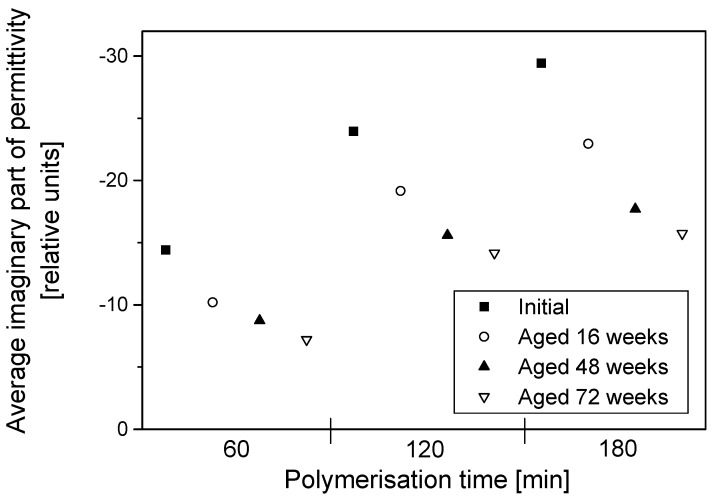 Average imaginary part of permittivity
[relative units]
-30
-20
-10
0
Initial
Aged 16 weeks
Aged 48 weeks
Aged 72 weeks
60 120 180
Polymerisation time [min]